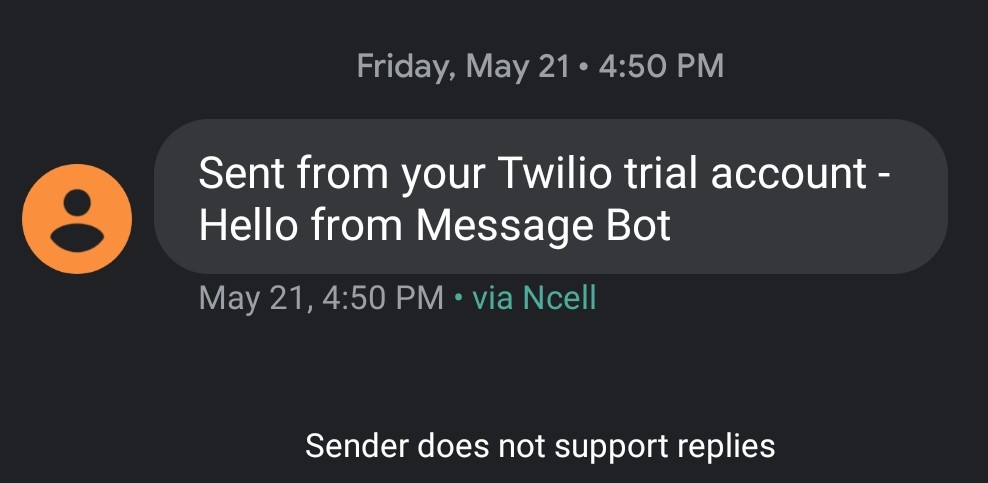 Friday, May 21 • 4:50 PM
Sent from your Twilio trial account -
Hello from Message Bot
May 21, 4:50 PM • via Ncell
Sender does not support replies